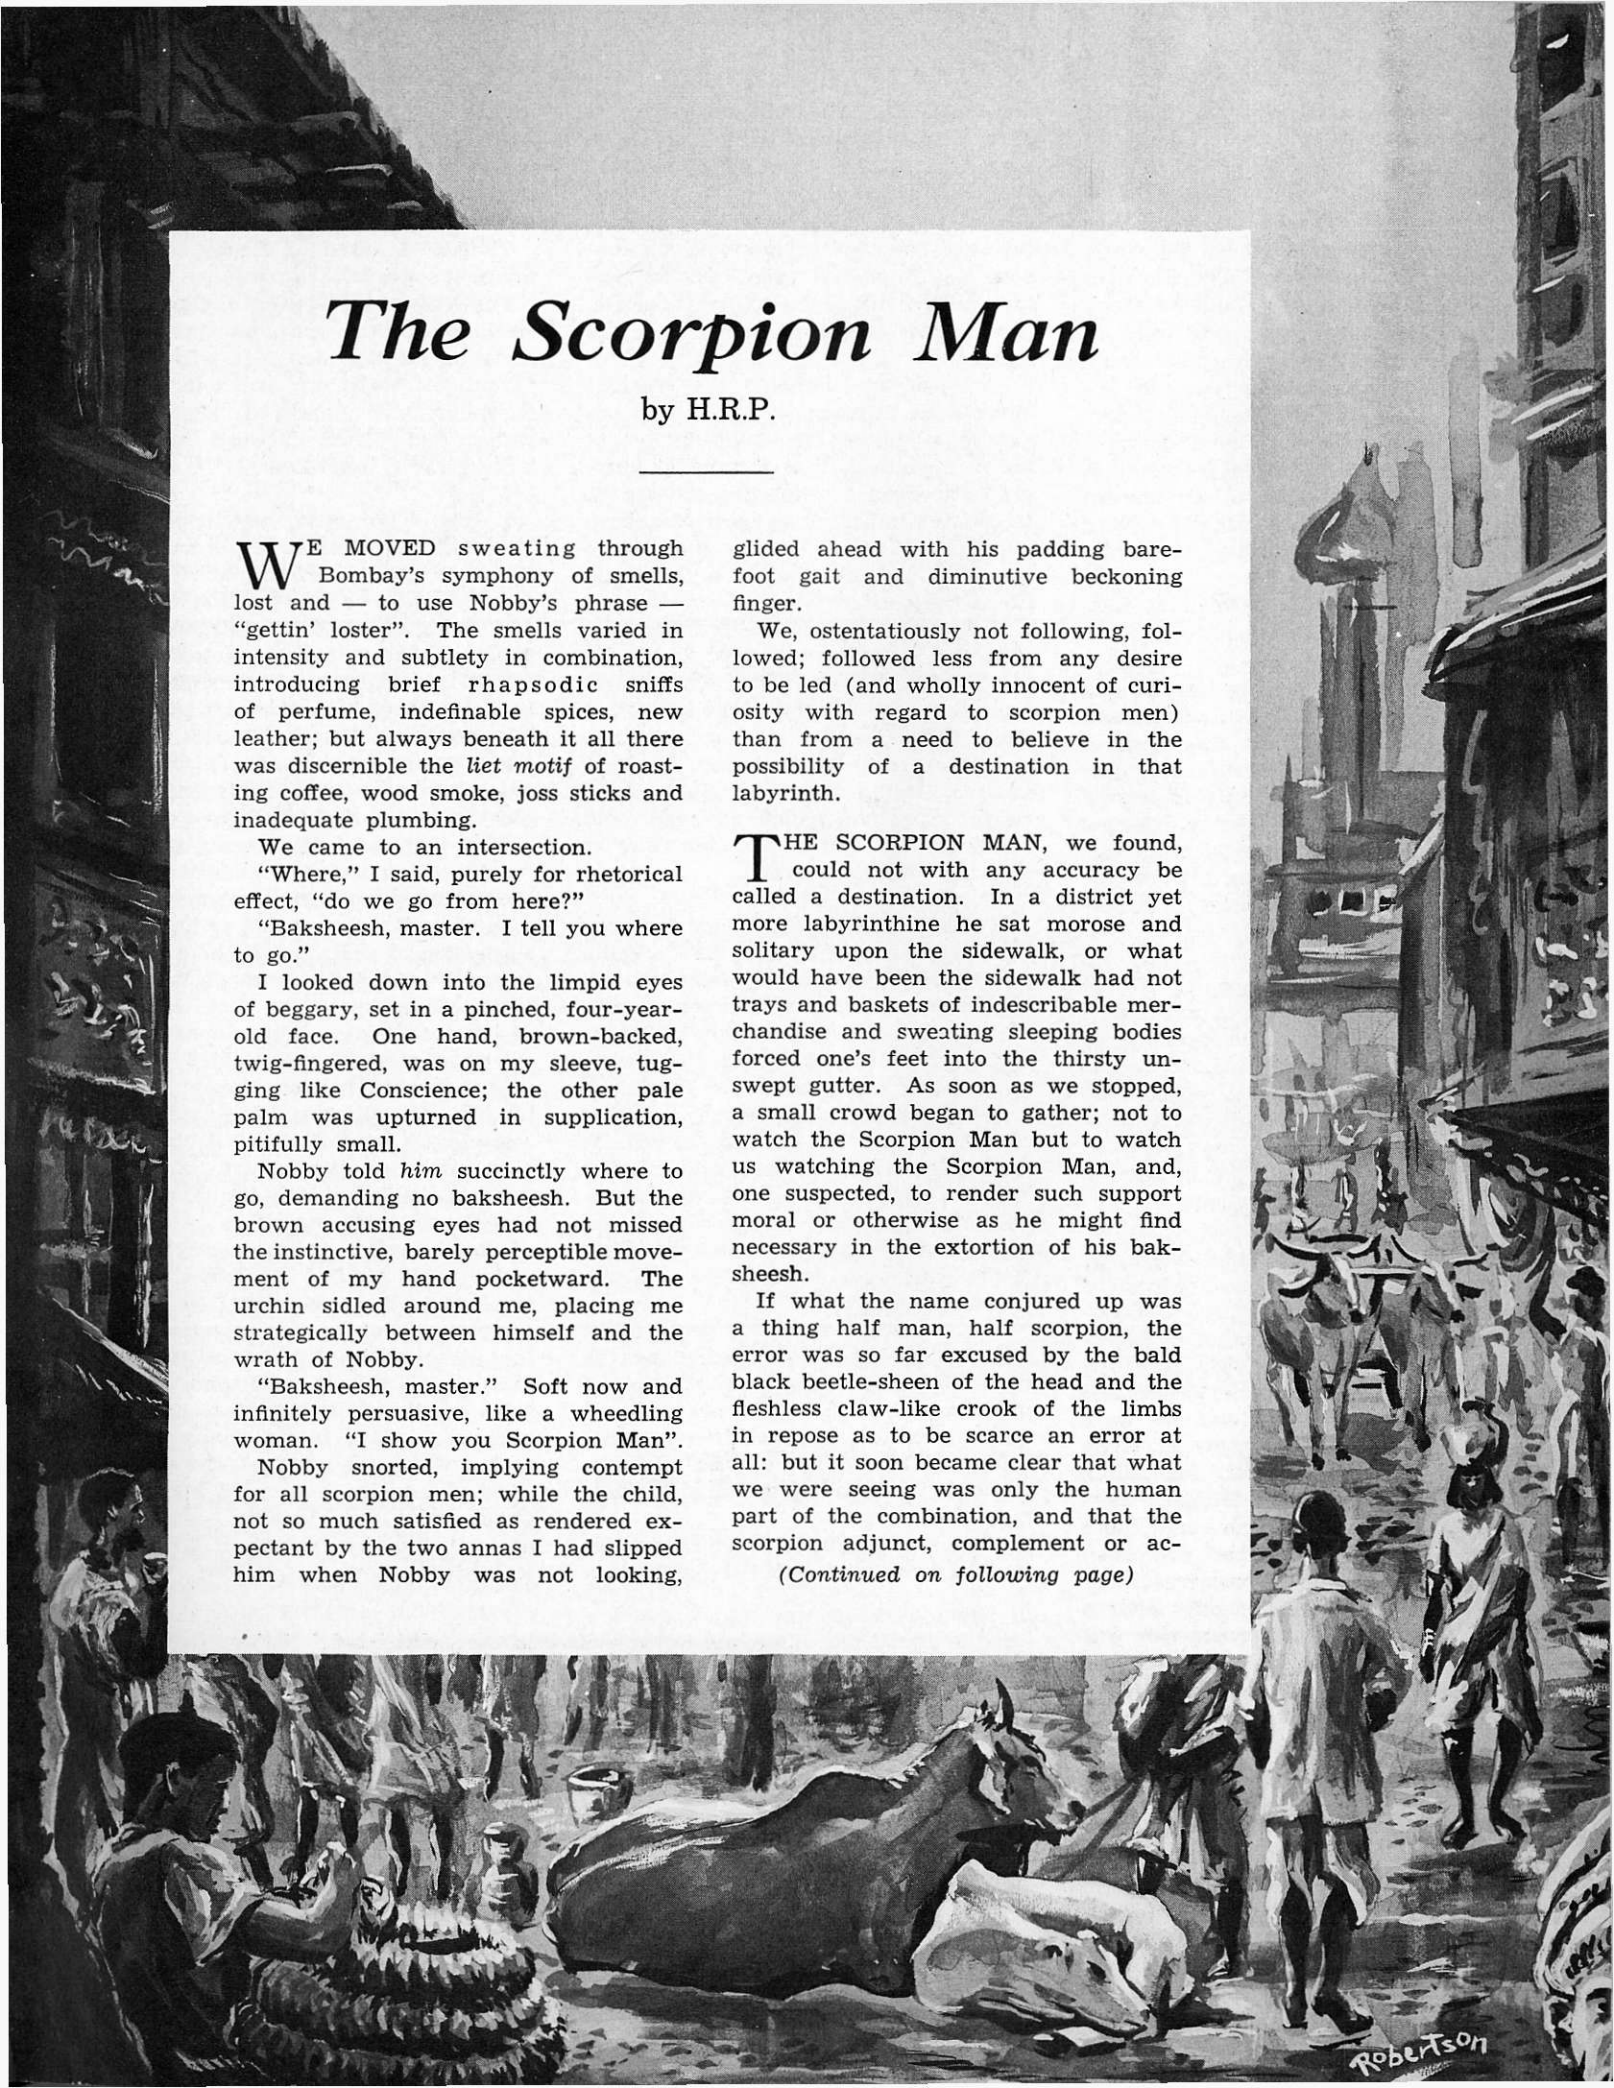 The Scorpion Man
by H.R.P.
WE MOVED sweating through
Bombay's symphony of smells,
lost and — to use Nobby's phrase —
"gettin' loster". The smells varied in
intensity and subtlety in combination,
introducing brief rhapsodic sniffs
of perfume, indefinable spices, new
leather; but always beneath it all there
was discernible the liet motif of roast-
ing coffee, wood smoke, joss sticks and
inadequate plumbing.
We came to an intersection.
"Where," I said, purely for rhetorical
effect, "do we go from here?"
"Baksheesh, master. I tell you where
to go."
I looked down into the limpid eyes
of beggary, set in a pinched, four-year-
old face. One hand, brown-backed,
twig-fingered, was on my sleeve, tug-
ging like Conscience; the other pale
palm was upturned in supplication,
pitifully small.
Nobby told him succinctly where to
go, demanding no baksheesh. But the
brown accusing eyes had not missed
the instinctive, barely perceptible move-
ment of my hand pocketward. The
urchin sidled around me, placing me
strategically between himself and the
wrath of Nobby.
"Baksheesh, master." Soft now and
infinitely persuasive, like a wheedling
woman. "I show you Scorpion Man".
Nobby snorted, implying contempt
for all scorpion men; while the child,
not so much satisfied as rendered ex-
pectant by the two annas I had slipped
him when Nobby was not looking,
glided ahead with his padding bare-
foot gait and diminutive beckoning
finger.
We, ostentatiously not following, fol-
lowed; followed less from any desire
to be led (and wholly innocent of curi-
osity with regard to scorpion men)
than from a need to believe in the
possibility of a destination in that
labyrinth.
THE SCORPION MAN, we found,
could not with any accuracy be
called a destination. In a district yet
more labyrinthine he sat morose and
solitary upon the sidewalk, or what
would have been the sidewalk had not
trays and baskets of indescribable mer-
chandise and sweating sleeping bodies
forced one's feet into the thirsty un-
swept gutter. As soon as we stopped,
a small crowd began to gather; not to
watch the Scorpion Man but to watch
us watching the Scorpion Man, and,
one suspected, to render such support
moral or otherwise as he might find
necessary in the extortion of his bak-
sheesh.
If what the name conjured up was
a thing half man, half scorpion, the
error was so far excused by the bald
black beetle-sheen of the head and the
fleshless claw-like crook of the limbs
in repose as to be scarce an error at
all: but it soon became clear that what
we were seeing was only the human
part of the combination, and that the
scorpion adjunct, complement or ac-
(Continued on following page)
Robertson